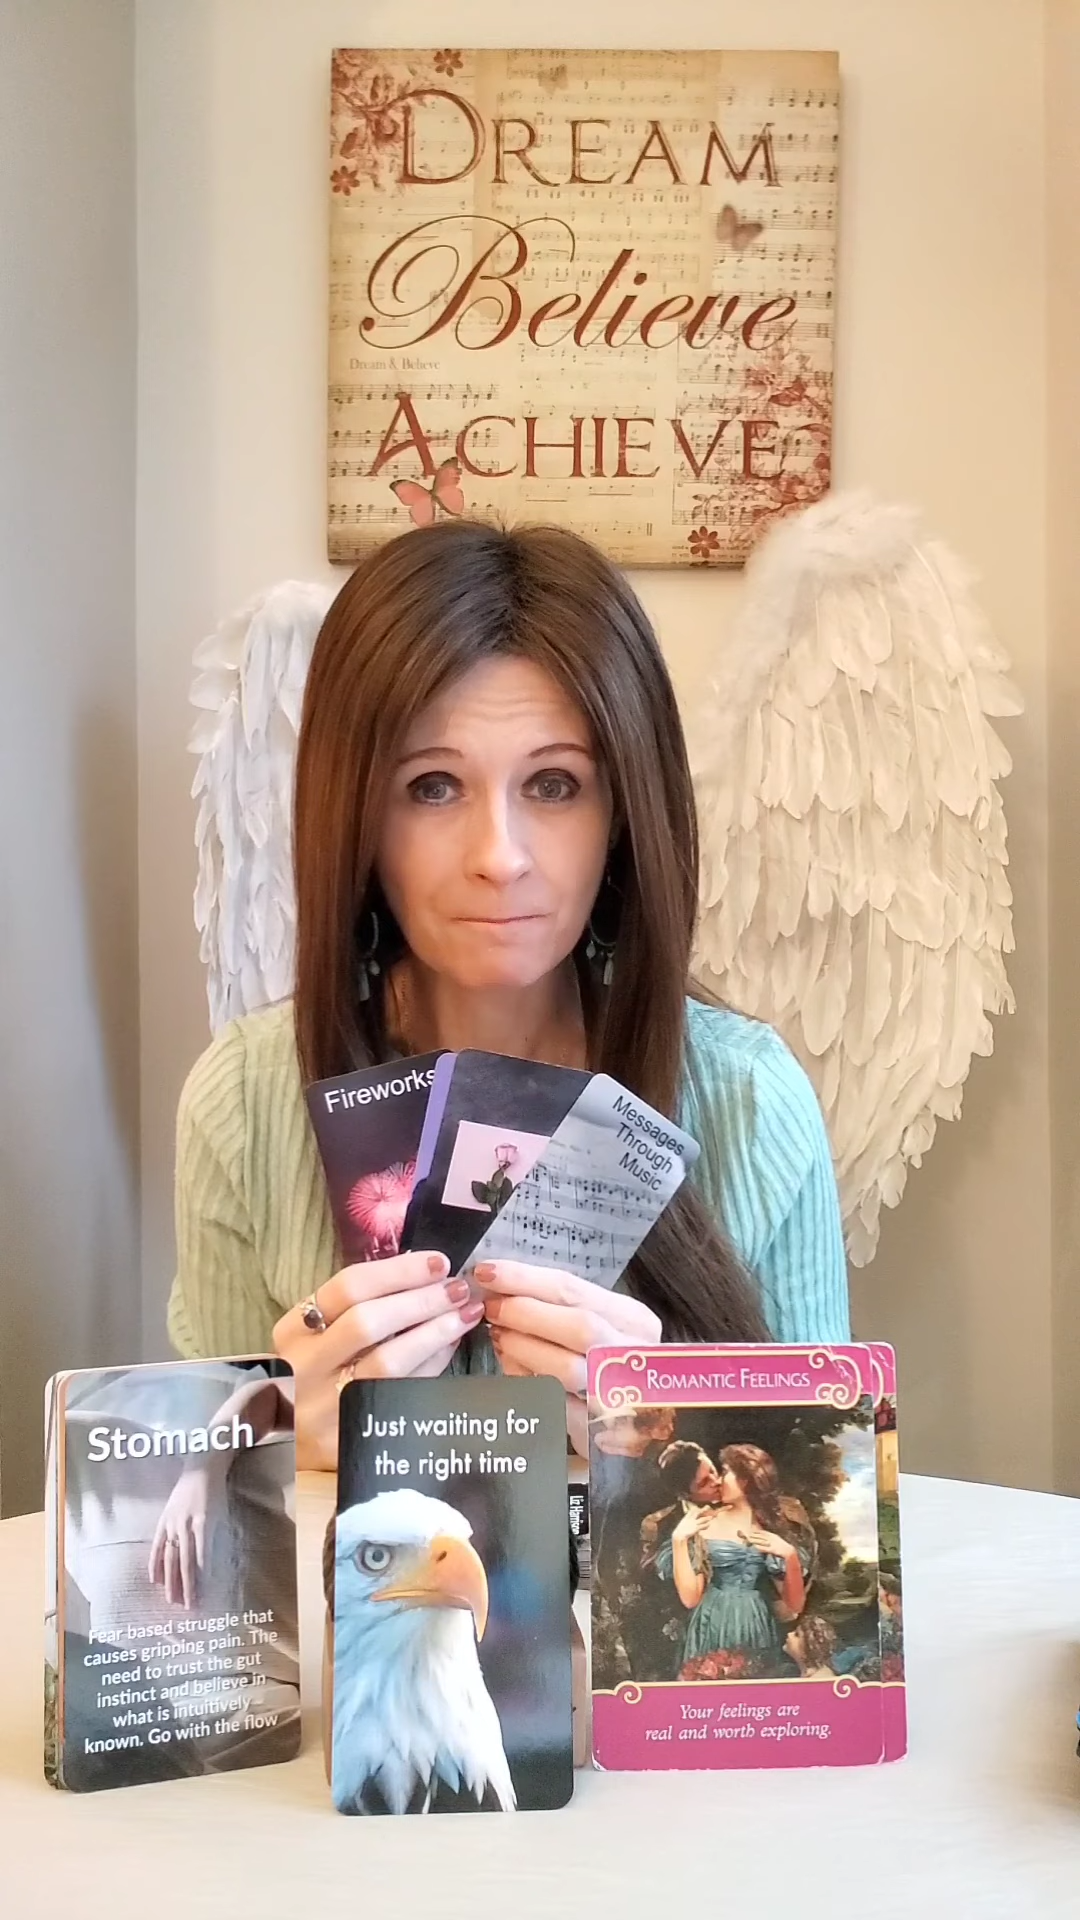 DREAM
Believe
Dream & Believe
ACHIEVE
Fireworks
Messages
Through
Music
Stomach
Fear based struggle that
causes gripping pain. The
need to trust the gut
instinct and believe in
what is intuitively
known. Go with the flow
Just waiting for
the right time
Liz Harrison
ROMANTIC FEELINGS
Your feelings are
real and worth exploring.